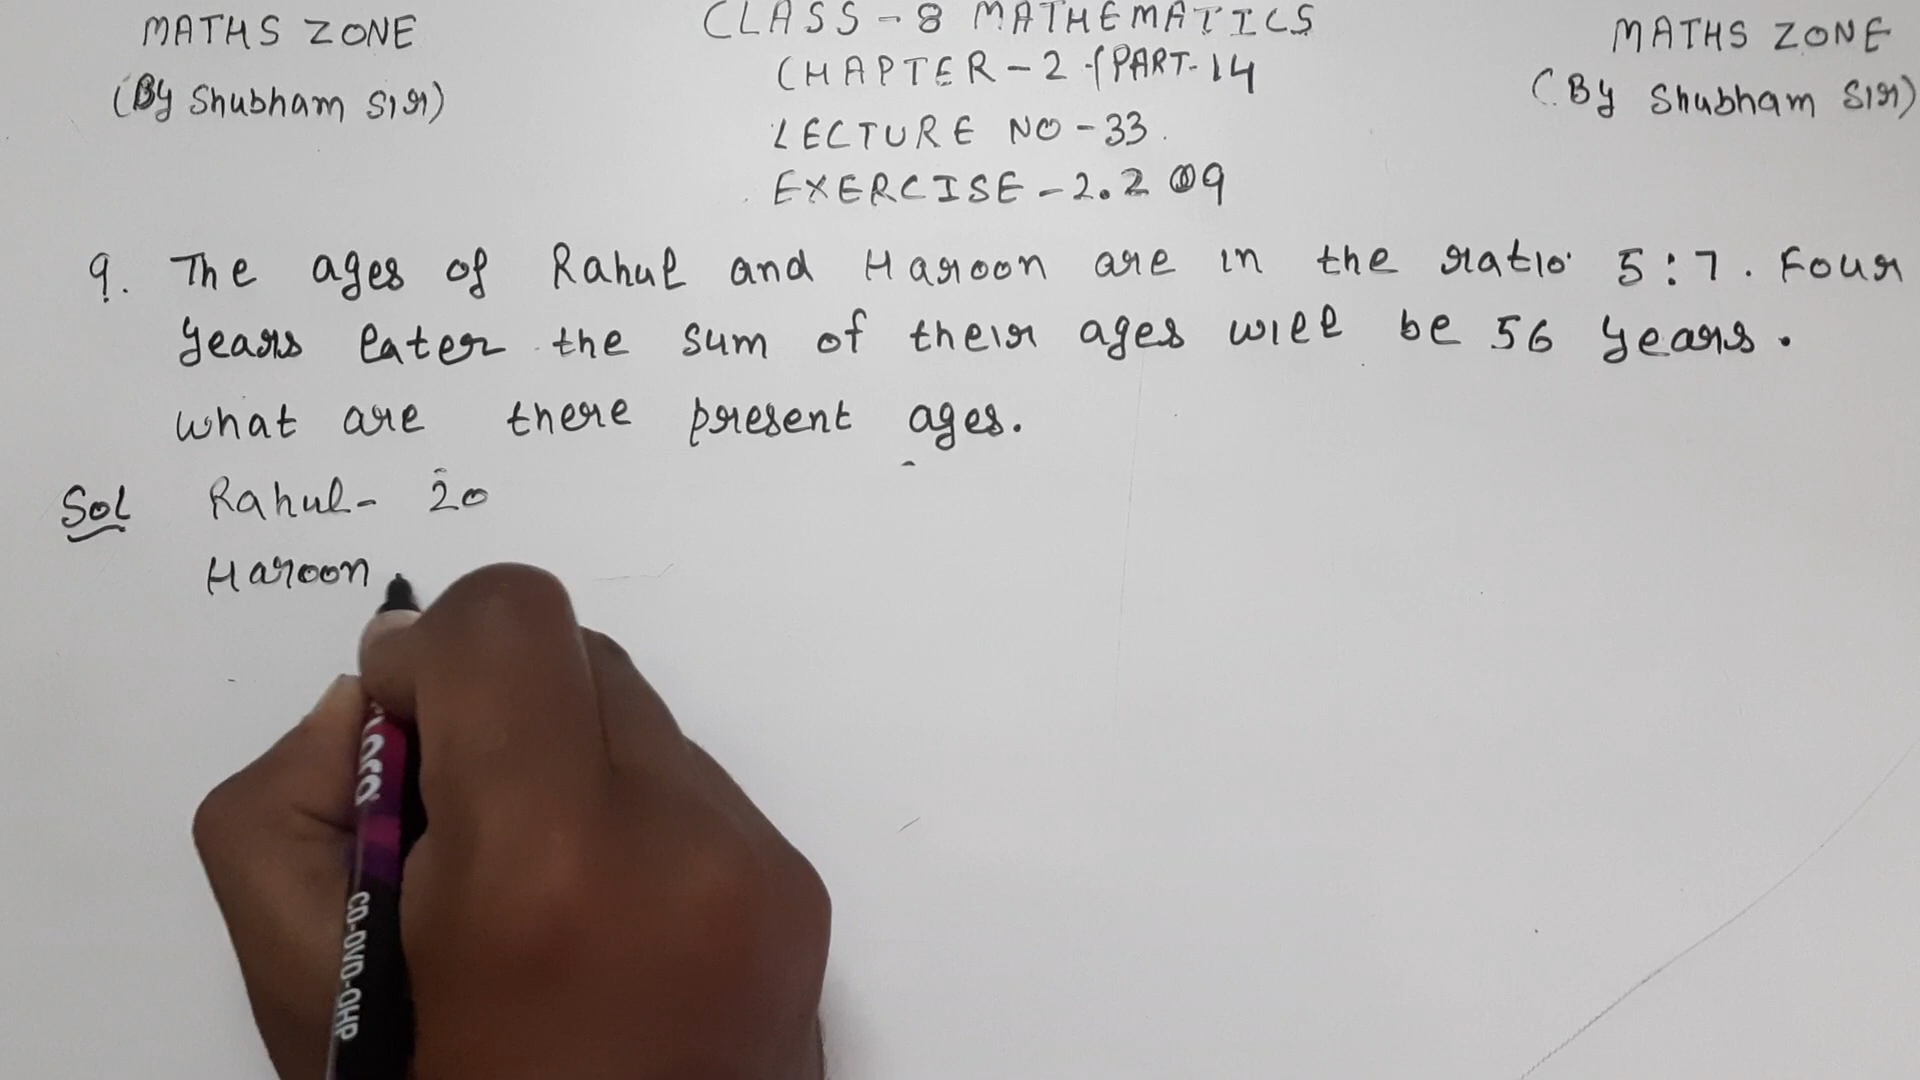 MATHS ZONE
(By Shubham Sir)
CLASS-8 MATHEMATICS
CHAPTER-2 (PART-14
LECTURE NO-33
EXERCISE-2.2 Q9
MATHS ZONE
(By Shubham Sir)
9. The ages of Rahul and Haroon are in the ratio 5:7. Four
years later the sum of their ages will be 56 years.
what are there present ages.
Sol Rahul- 20
Haroon
CD-DVD-OHP